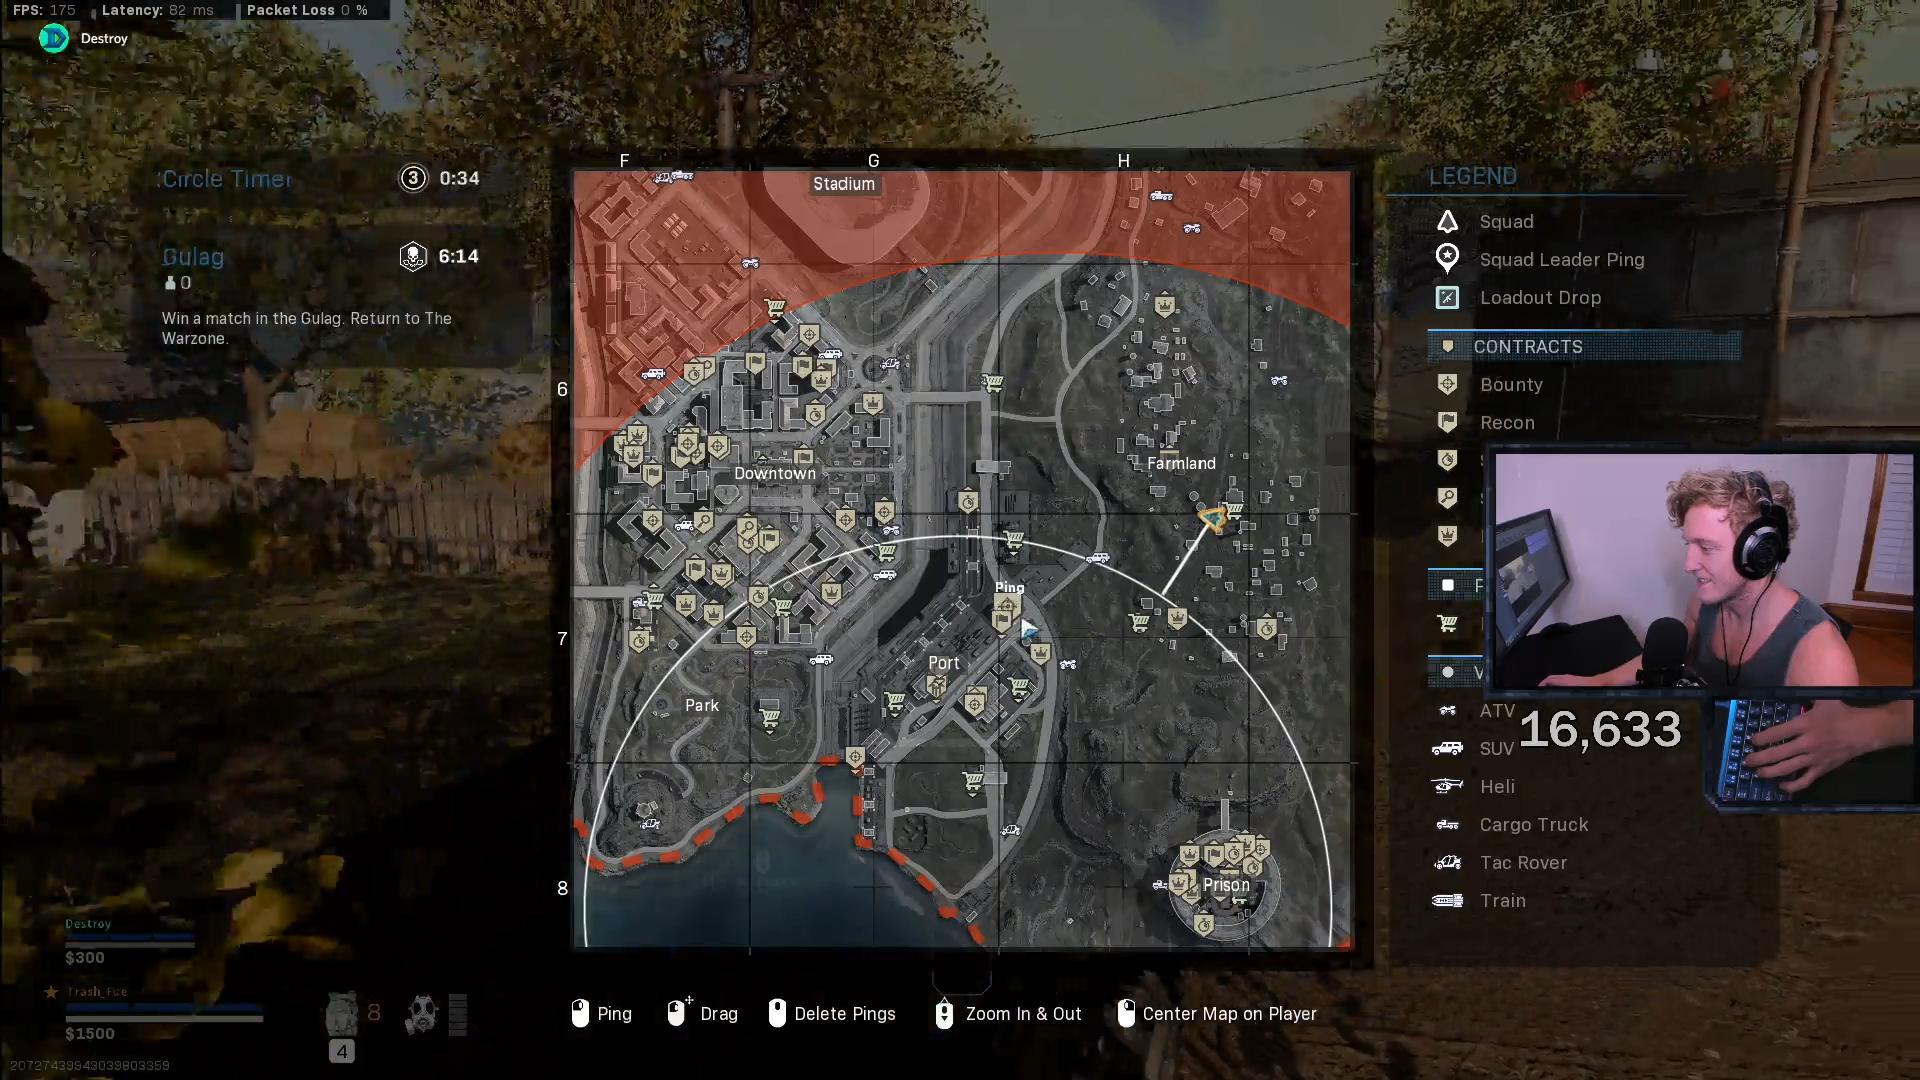 FPS: 175 Latency: 82 ms Packet Loss 0 %
Destroy
Circle Timer 3 0:34
Gulag 6:14
0
Win a match in the Gulag. Return to The
Warzone.
F G H
Stadium
6
Downtown
Farmland
Ping
7
Port
Park
8
Prison
LEGEND
Squad
Squad Leader Ping
Loadout Drop
CONTRACTS
Bounty
Recon
ATV
SUV
16,633
Heli
Cargo Truck
Tac Rover
Train
Destroy
$300
Trash_Fue
$1500
8
4
Ping Drag Delete Pings Zoom In & Out Center Map on Player
20727439943039803359